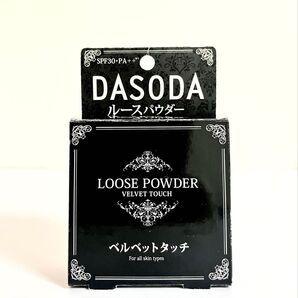 SPF30・PA++
DASODA
ルースパウダー
LOOSE POWDER
VELVET TOUCH
ベルベットタッチ
For all skin types